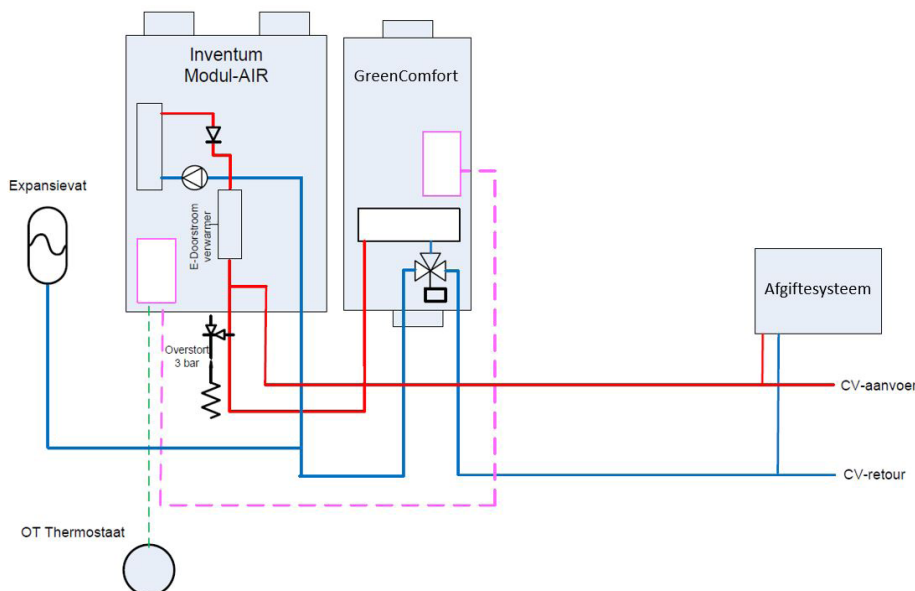 Inventum
Modul-AIR
GreenComfort
Expansievat
E-Doorstroom
verwarmer
Afgiftesysteem
Overstort
3 bar
CV-aanvoer
CV-retour
OT Thermostaat